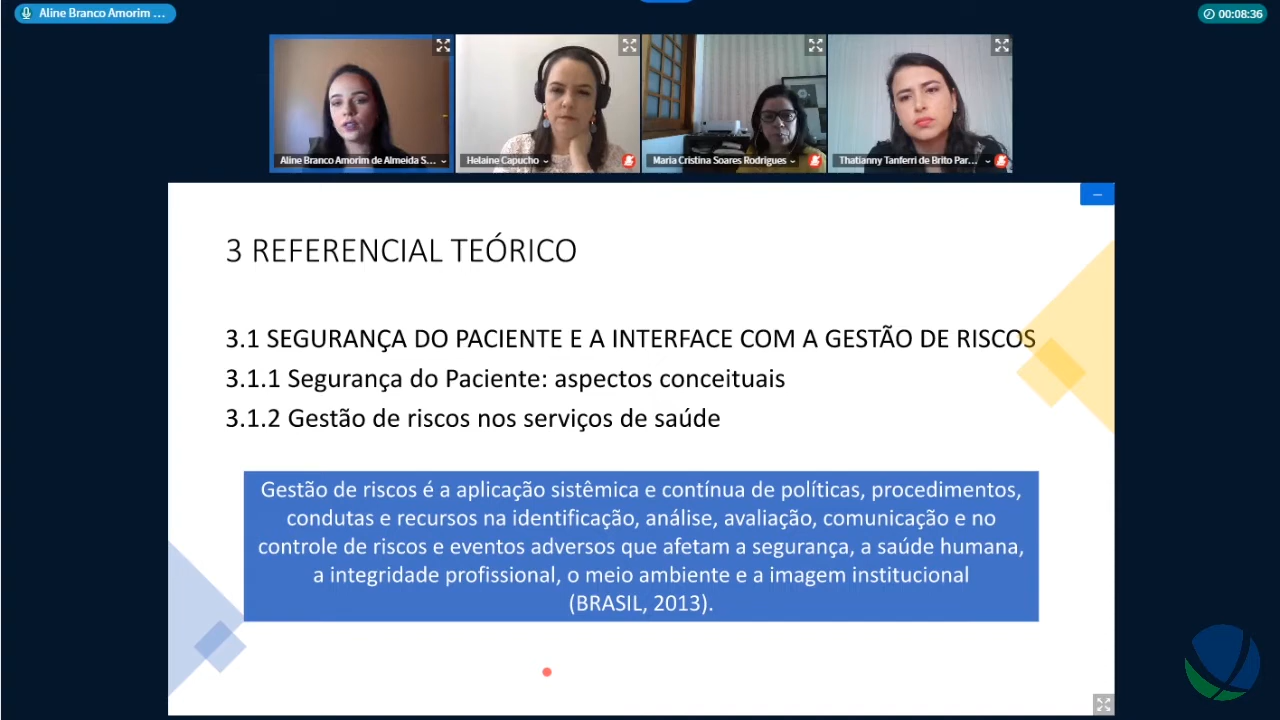 Aline Branco Amorim ...
00:08:36
Aline Branco Amorim de Almeida S...
Helaine Capucho
Maria Cristina Soares Rodrigues
Thatianny Tanferri de Brito Par...
3 REFERENCIAL TEÓRICO
3.1 SEGURANÇA DO PACIENTE E A INTERFACE COM A GESTÃO DE RISCOS
3.1.1 Segurança do Paciente: aspectos conceituais
3.1.2 Gestão de riscos nos serviços de saúde
Gestão de riscos é a aplicação sistêmica e contínua de políticas, procedimentos,
condutas e recursos na identificação, análise, avaliação, comunicação e no
controle de riscos e eventos adversos que afetam a segurança, a saúde humana,
a integridade profissional, o meio ambiente e a imagem institucional
(BRASIL, 2013).